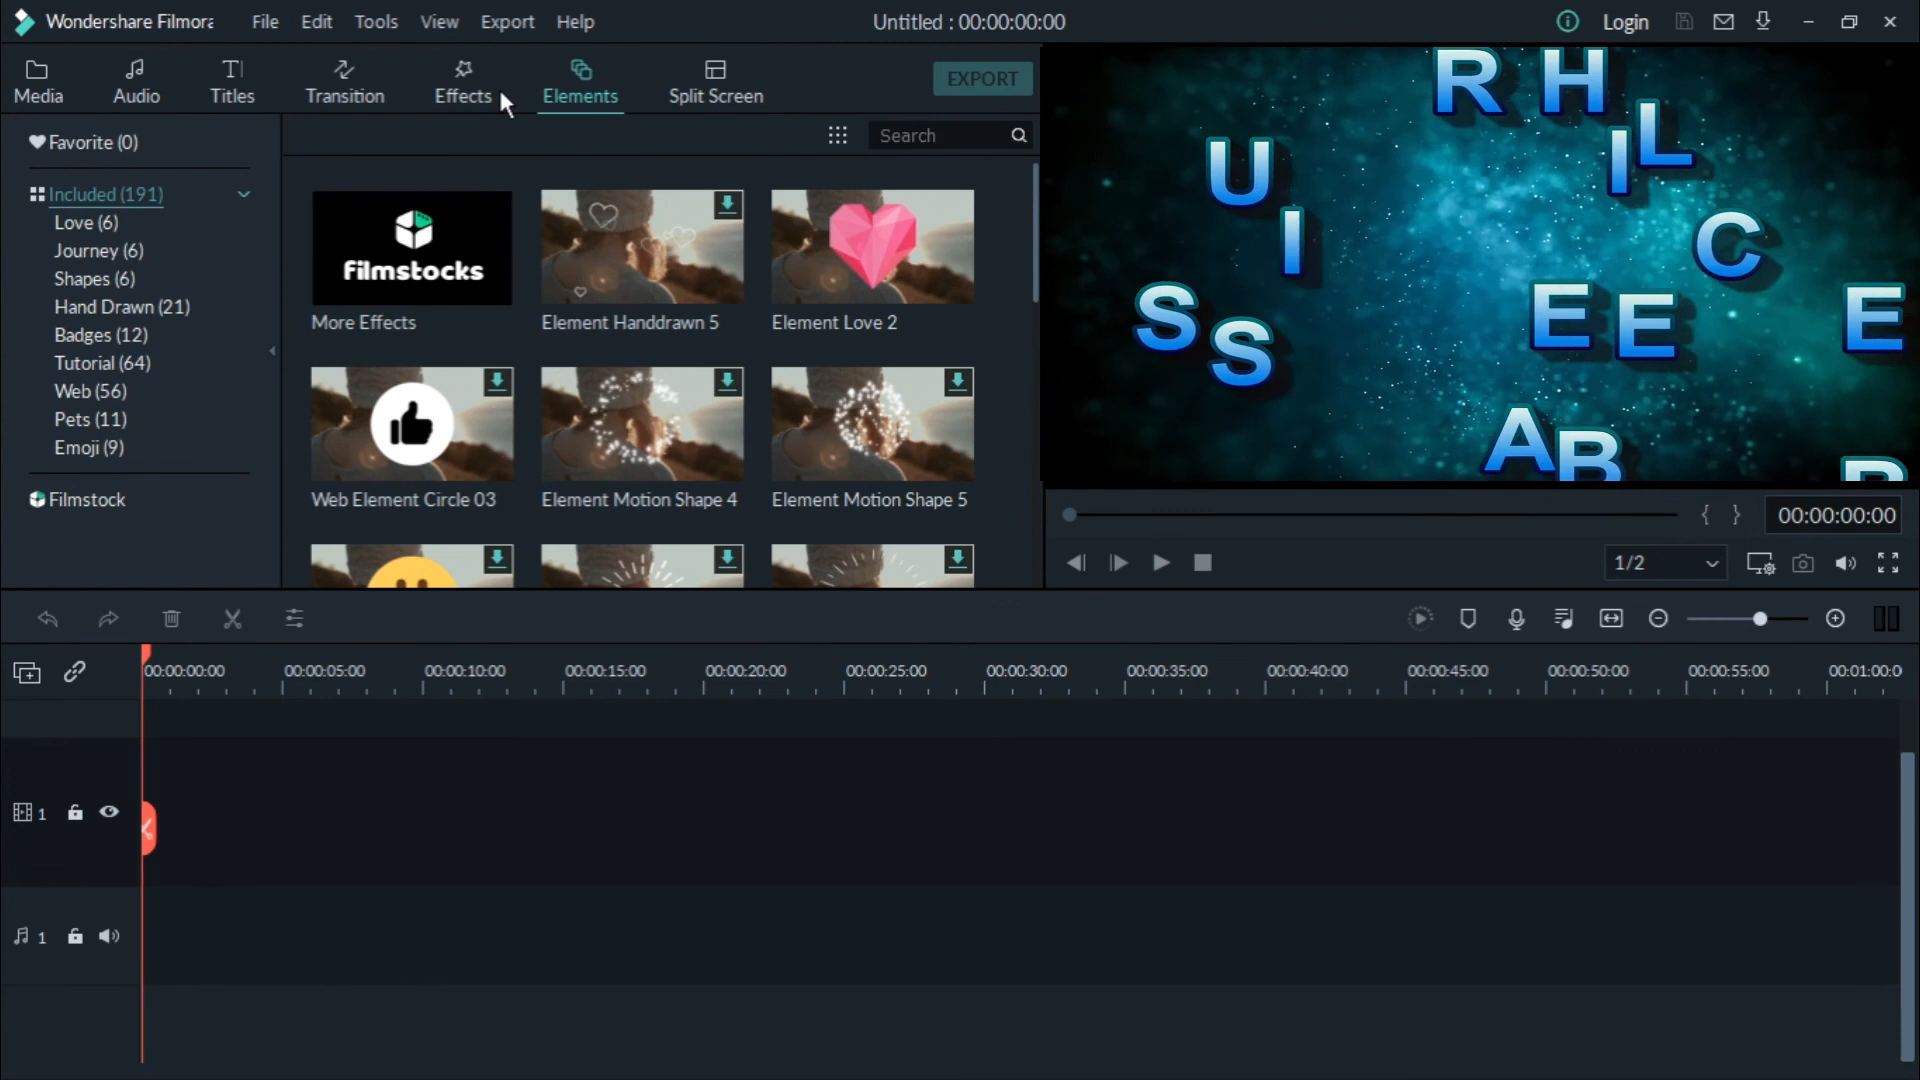 Wondershare Filmora
File Edit Tools View Export Help
Untitled : 00:00:00:00
Login
Media Audio Titles Transition Effects Elements Split Screen
EXPORT
Favorite (0)
Search
Included (191)
Love (6)
Journey (6)
Shapes (6)
Hand Drawn (21)
Badges (12)
Tutorial (64)
Web (56)
Pets (11)
Emoji (9)
Filmstock
filmstocks
More Effects
Element Handdrawn 5
Element Love 2
Web Element Circle 03
Element Motion Shape 4
Element Motion Shape 5
R H
U I L
I C
S S E E E
A B
{ } 00:00:00:00
1/2
00:00:00:00 00:00:05:00 00:00:10:00 00:00:15:00 00:00:20:00 00:00:25:00 00:00:30:00 00:00:35:00 00:00:40:00 00:00:45:00 00:00:50:00 00:00:55:00 00:01:00:0
1
1